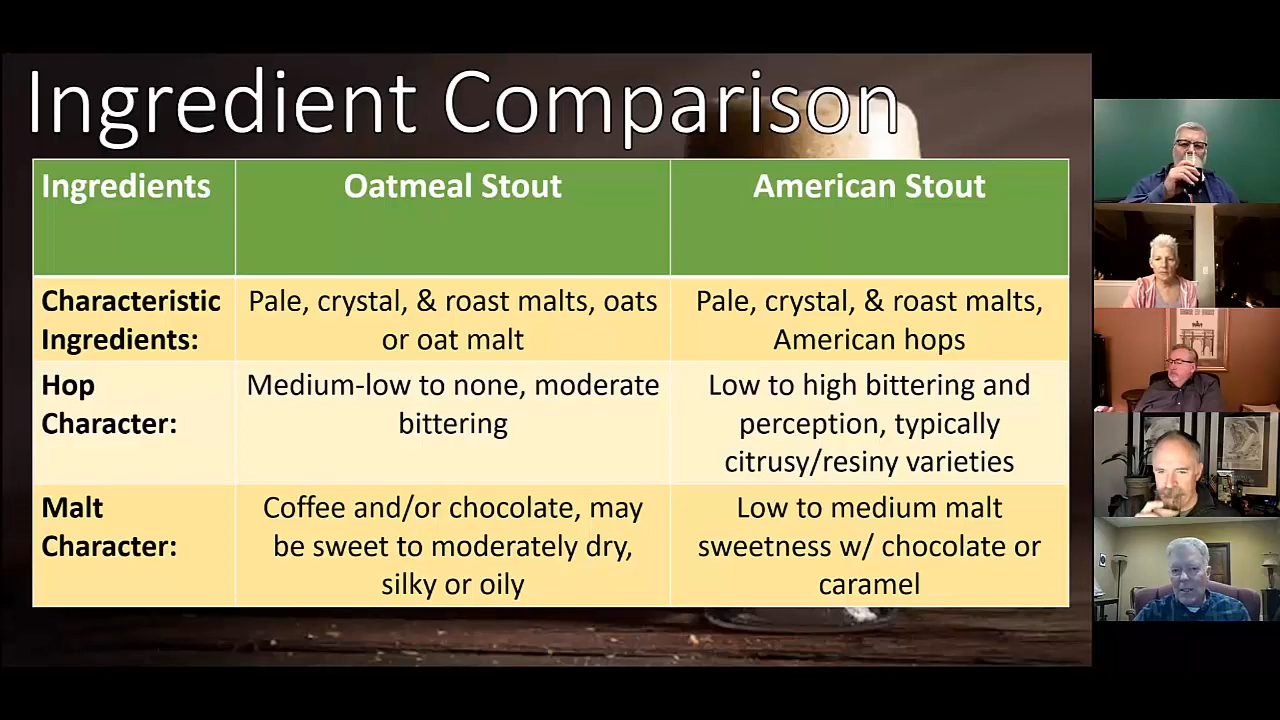 Ingredient Comparison
Ingredients
Oatmeal Stout
American Stout
Characteristic
Ingredients:
Pale, crystal, & roast malts, oats
or oat malt
Pale, crystal, & roast malts,
American hops
Hop
Character:
Medium-low to none, moderate
bittering
Low to high bittering and
perception, typically
citrusy/resiny varieties
Malt
Character:
Coffee and/or chocolate, may
be sweet to moderately dry,
silky or oily
Low to medium malt
sweetness w/ chocolate or
caramel